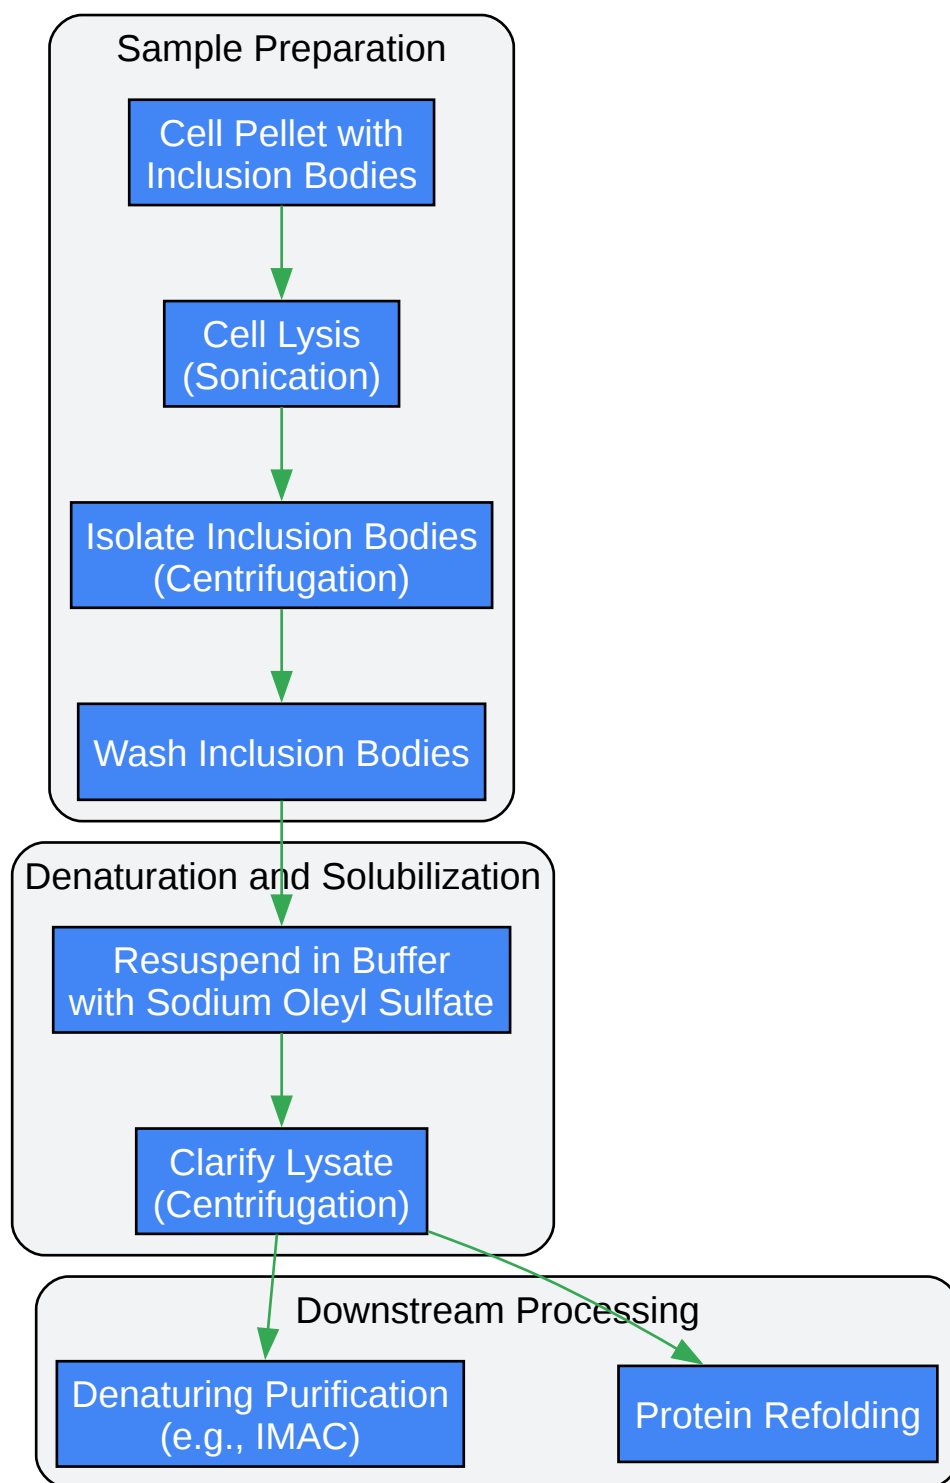 Sample Preparation
Cell Pellet with
Inclusion Bodies
Cell Lysis
(Sonication)
Isolate Inclusion Bodies
(Centrifugation)
Wash Inclusion Bodies
Denaturation and Solubilization
Resuspend in Buffer
with Sodium Oleyl Sulfate
Clarify Lysate
(Centrifugation)
Downstream Processing
Denaturing Purification
(e.g., IMAC)
Protein Refolding